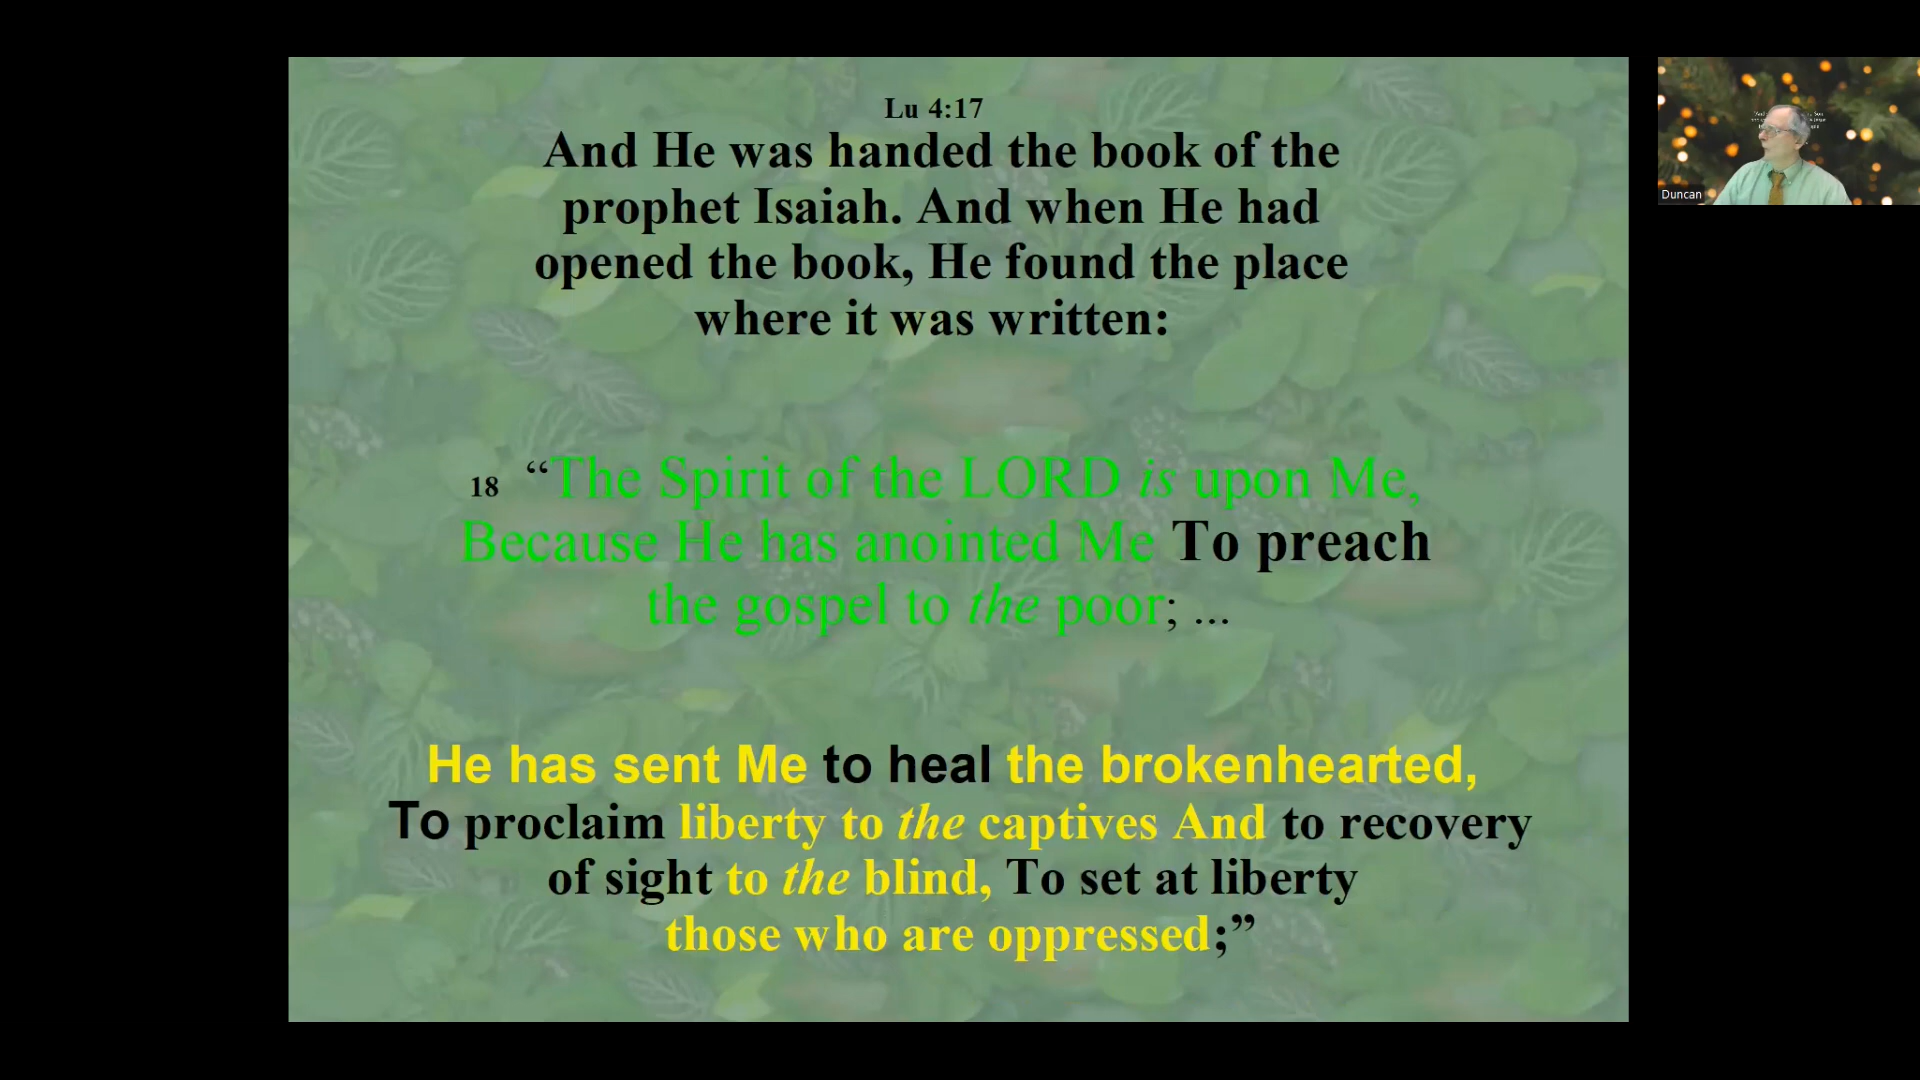 Lu 4:17
And He was handed the book of the
prophet Isaiah. And when He had
opened the book, He found the place
where it was written:
18 “The Spirit of the LORD is upon Me,
Because He has anointed Me To preach
the gospel to the poor; ...
He has sent Me to heal the brokenhearted,
To proclaim liberty to the captives And to recovery
of sight to the blind, To set at liberty
those who are oppressed;”
Duncan